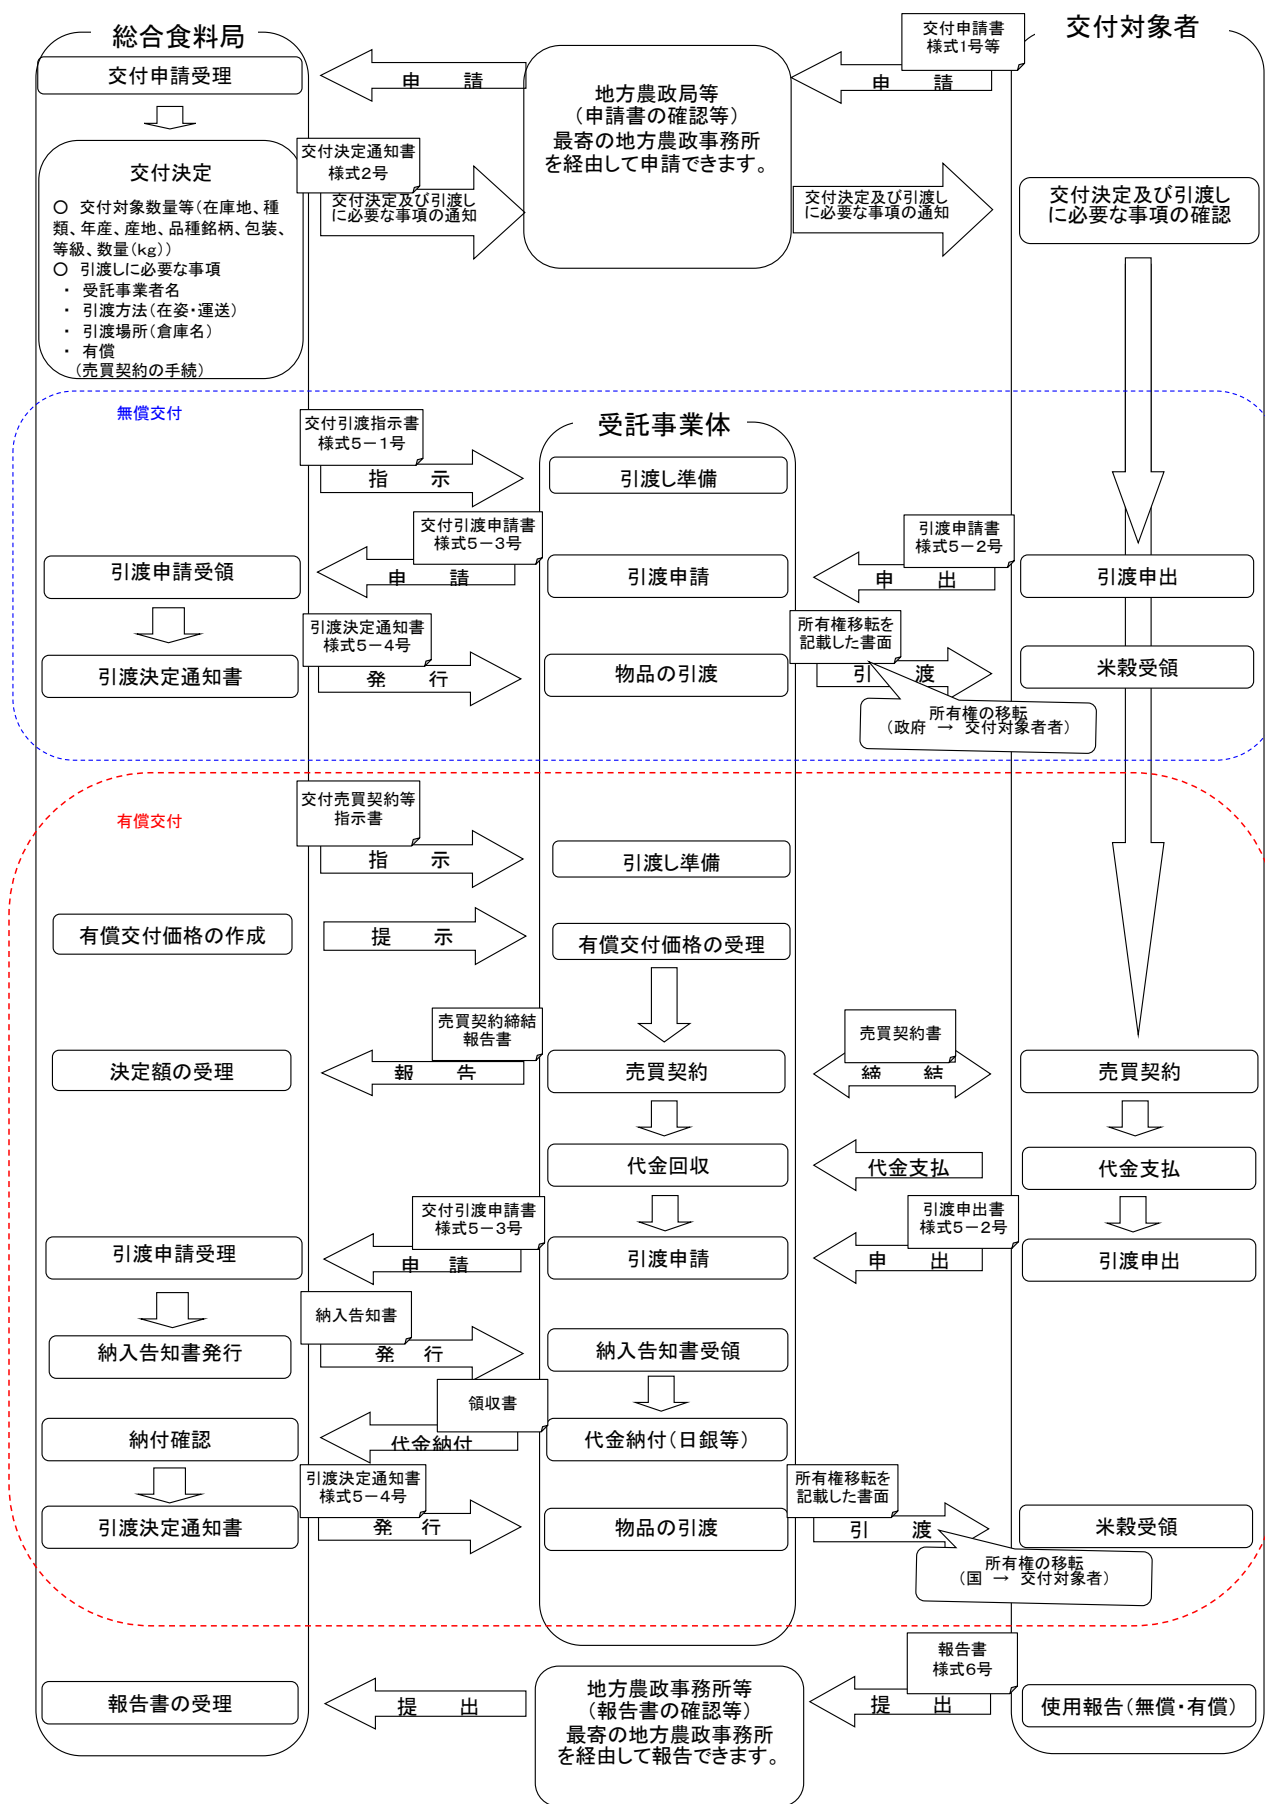 総合食料局
交付対象者
交付申請書
様式1号等
交付申請受理
申　請
申　請
地方農政局等
（申請書の確認等）
最寄の地方農政事務所
を経由して申請できます。
交付決定通知書
様式2号
交付決定
○　交付対象数量等（在庫地、種
類、年産、産地、品種銘柄、包装、
等級、数量（kg））
○　引渡しに必要な事項
・　受託事業者名
・　引渡方法（在姿・運送）
・　引渡場所（倉庫名）
・　有償
（売買契約の手続）
交付決定及び引渡し
に必要な事項の通知
交付決定及び引渡し
に必要な事項の通知
交付決定及び引渡し
に必要な事項の確認
無償交付
受託事業体
交付引渡指示書
様式5－1号
指　示
引渡し準備
交付引渡申請書
様式5－3号
引渡申請書
様式5－2号
引渡申請受領
申　請
引渡申請
申　出
引渡申出
引渡決定通知書
様式5－4号
所有権移転を
記載した書面
引渡決定通知書
発　行
物品の引渡
引　渡
米穀受領
所有権の移転
（政府　→　交付対象者者）
有償交付
交付売買契約等
指示書
指　示
引渡し準備
有償交付価格の作成
提　示
有償交付価格の受理
売買契約締結
報告書
売買契約書
決定額の受理
報　告
売買契約
締　結
売買契約
代金回収
代金支払
代金支払
交付引渡申請書
様式5－3号
引渡申出書
様式5－2号
引渡申請受理
申　請
引渡申請
申　出
引渡申出
納入告知書
納入告知書発行
発　行
納入告知書受領
領収書
納付確認
代金納付
代金納付（日銀等）
引渡決定通知書
様式5－4号
所有権移転を
記載した書面
引渡決定通知書
発　行
物品の引渡
引　渡
米穀受領
所有権の移転
（国　→　交付対象者）
報告書
様式6号
報告書の受理
提　出
地方農政事務所等
（報告書の確認等）
最寄の地方農政事務所
を経由して報告できます。
提　出
使用報告（無償・有償）